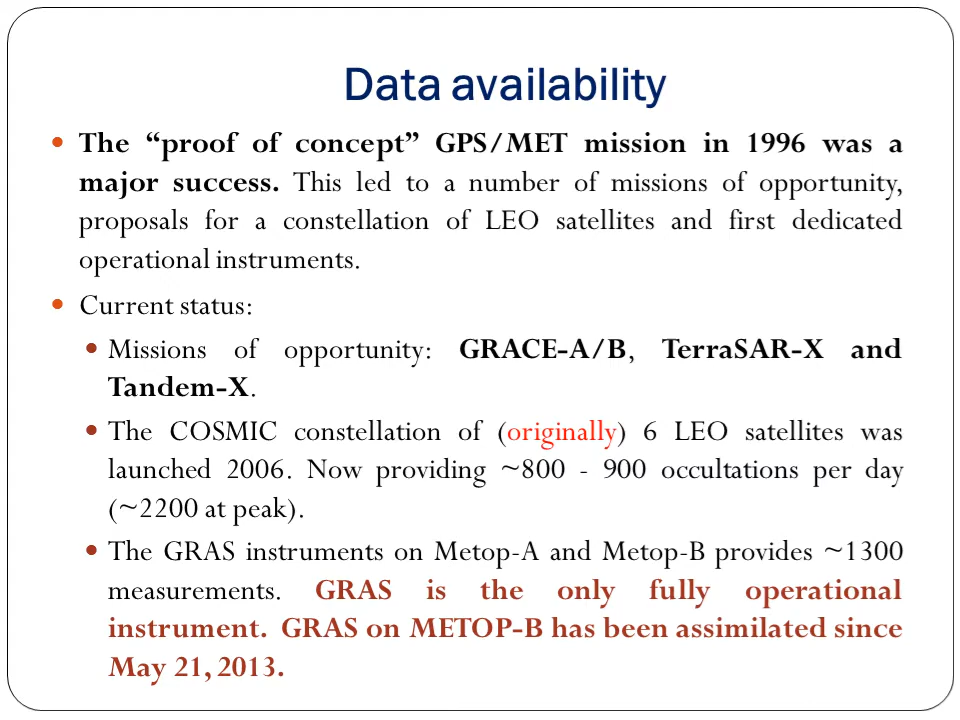 Data availability
• The “proof of concept” GPS/MET mission in 1996 was a
major success. This led to a number of missions of opportunity,
proposals for a constellation of LEO satellites and first dedicated
operational instruments.
• Current status:
• Missions of opportunity: GRACE-A/B, TerraSAR-X and
Tandem-X.
• The COSMIC constellation of (originally) 6 LEO satellites was
launched 2006. Now providing ~800 - 900 occultations per day
(~2200 at peak).
• The GRAS instruments on Metop-A and Metop-B provides ~1300
measurements. GRAS is the only fully operational
instrument. GRAS on METOP-B has been assimilated since
May 21, 2013.